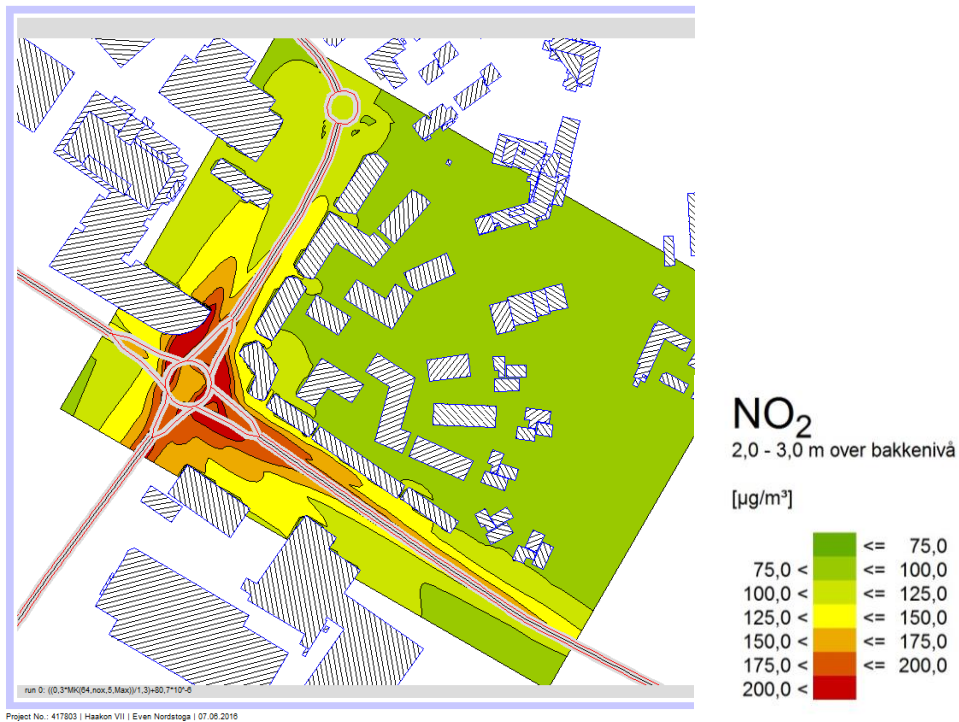 NO₂
2,0 - 3,0 m over bakkenivå
[µg/m³]
<= 75,0
75,0 < <= 100,0
100,0 < <= 125,0
125,0 < <= 150,0
150,0 < <= 175,0
175,0 < <= 200,0
200,0 <
run 0: ((0,3*MK(64,nox,5,Max))/1,3)+80,7*10^-6
Project No.: 417803 | Haakon VII | Even Nordstoga | 07.06.2016